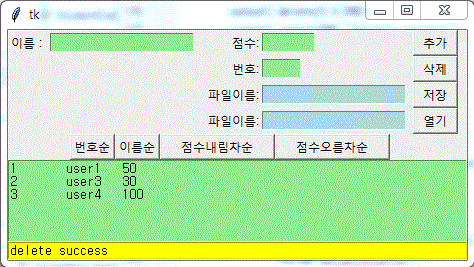 tk
이름 : 점수: 추가
번호: 삭제
파일이름: 저장
파일이름: 열기
번호순 이름순 점수내림차순 점수오름차순
1 user1 50
2 user3 30
3 user4 100
delete success